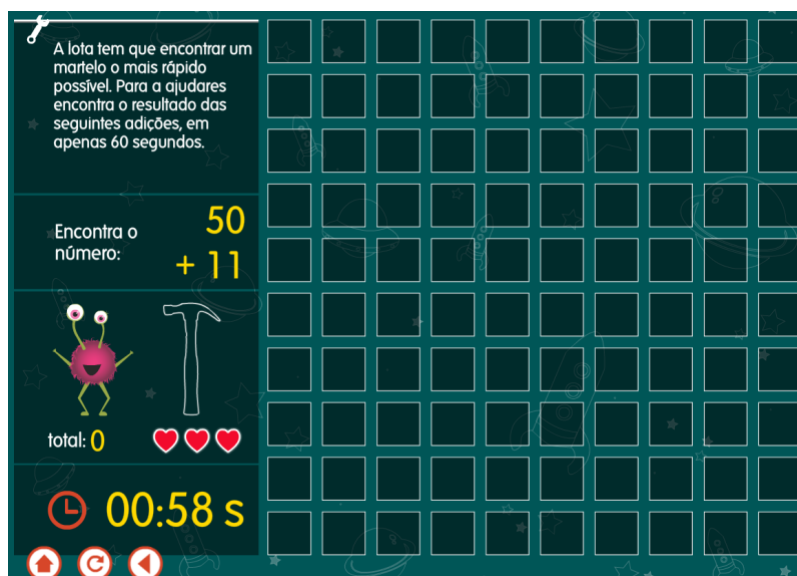 A Iota tem que encontrar um
martelo o mais rápido
possível. Para a ajudares
encontra o resultado das
seguintes adições, em
apenas 60 segundos.
Encontra o
número:
50
+ 11
total: 0
00:58 s